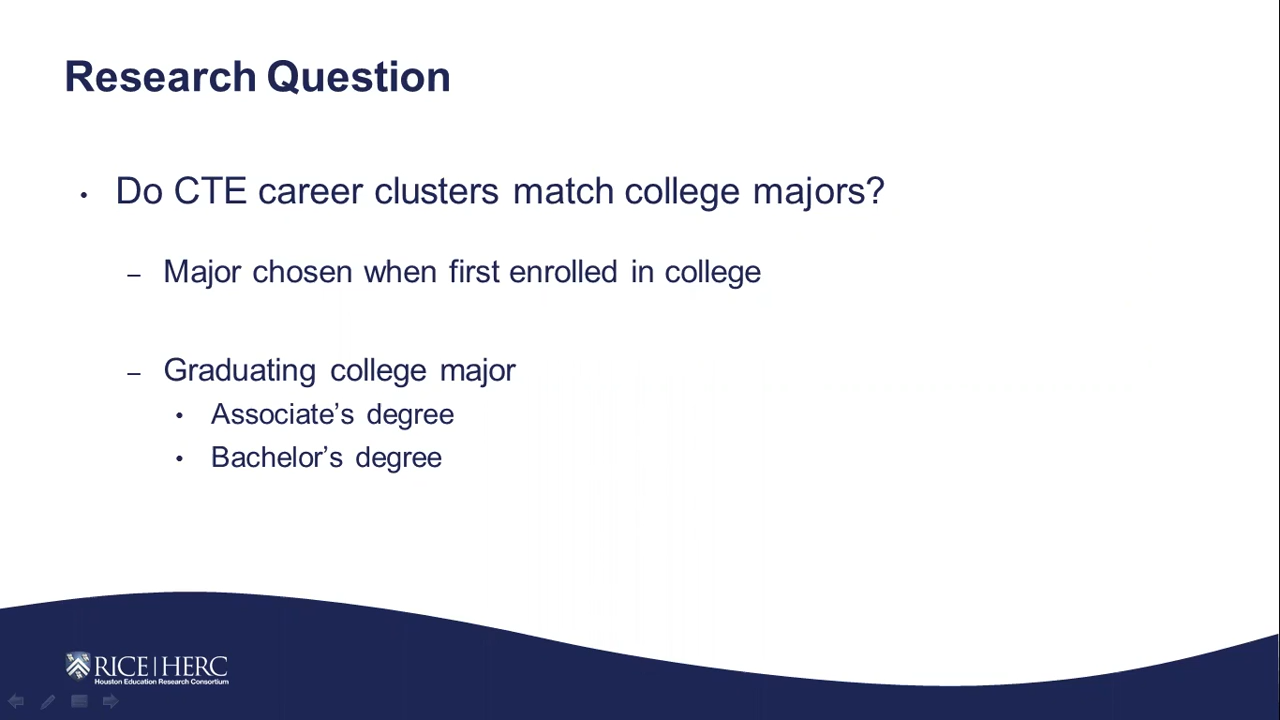 Research Question
• Do CTE career clusters match college majors?
– Major chosen when first enrolled in college
– Graduating college major
• Associate’s degree
• Bachelor’s degree
RICE | HERC
Houston Education Research Consortium